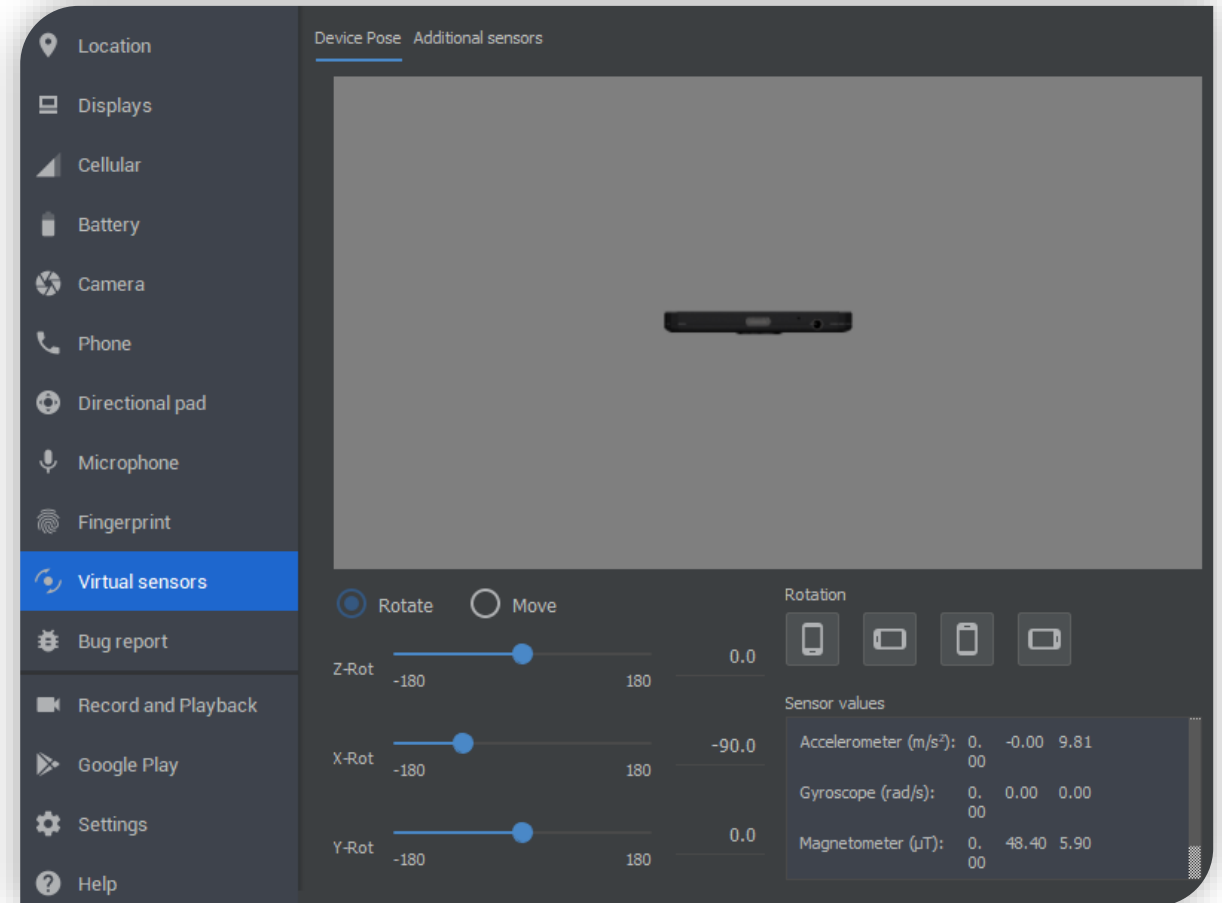 Location
Displays
Cellular
Battery
Camera
Phone
Directional pad
Microphone
Fingerprint
Virtual sensors
Bug report
Record and Playback
Google Play
Settings
Help
Device Pose Additional sensors
Rotate Move
Z-Rot -180 180 0.0
X-Rot -180 180 -90.0
Y-Rot -180 180 0.0
Rotation
Sensor values
Accelerometer (m/s²): 0. -0.00 9.81
00
Gyroscope (rad/s): 0. 0.00 0.00
00
Magnetometer (μT): 0. 48.40 5.90
00